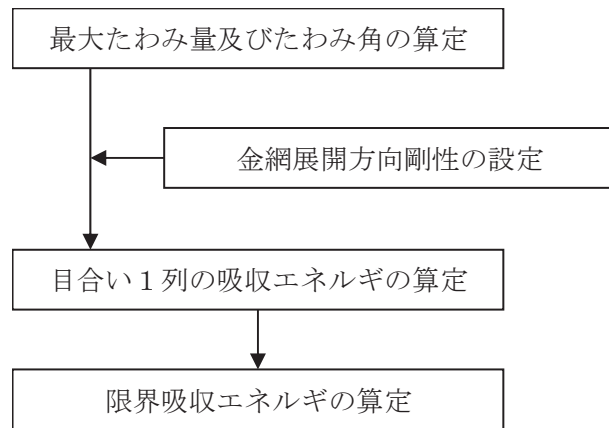 最大たわみ量及びたわみ角の算定
金網展開方向剛性の設定
目合い１列の吸収エネルギの算定
限界吸収エネルギの算定